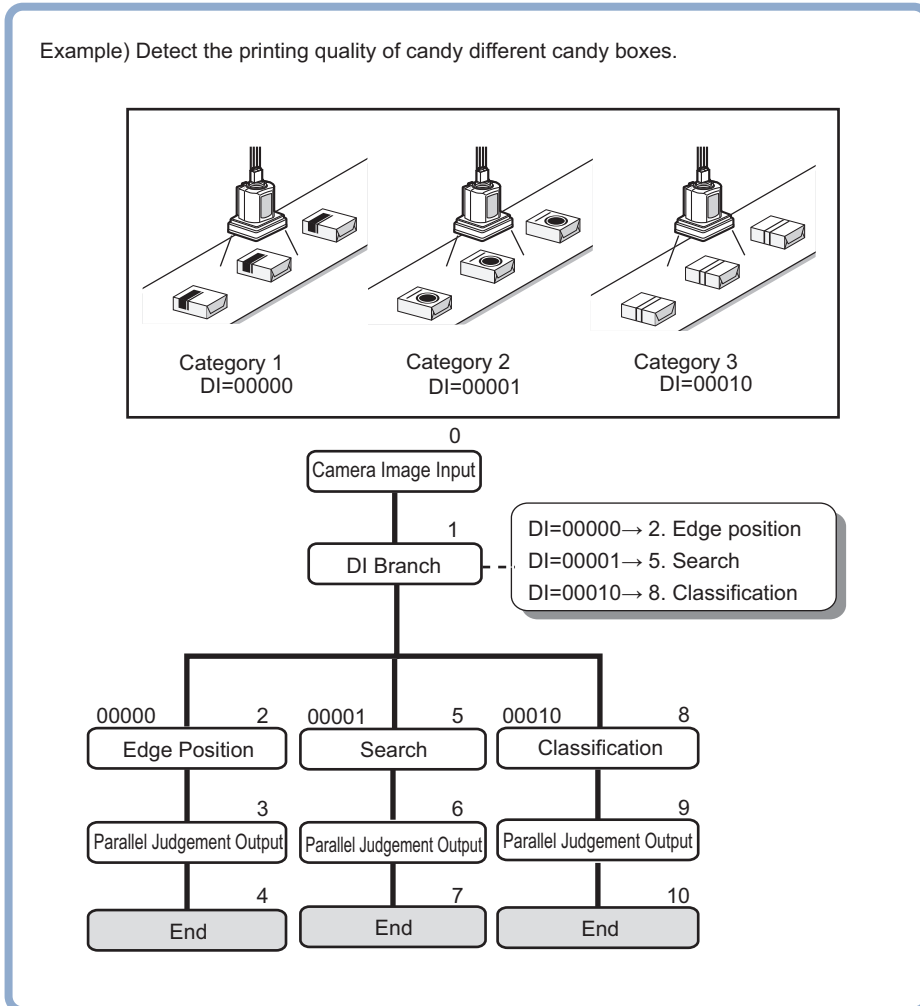 Example) Detect the printing quality of candy different candy boxes.
Category 1
DI=00000
Category 2
DI=00001
Category 3
DI=00010
0
Camera Image Input
1
DI Branch
DI=00000→ 2. Edge position
DI=00001→ 5. Search
DI=00010→ 8. Classification
00000 2
Edge Position
00001 5
Search
00010 8
Classification
3
Parallel Judgement Output
6
Parallel Judgement Output
9
Parallel Judgement Output
4
End
7
End
10
End